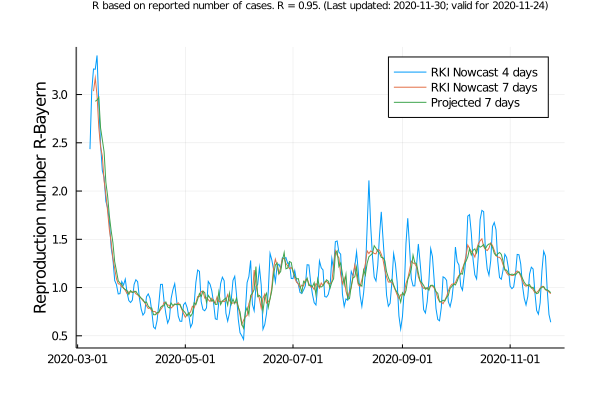 R based on reported number of cases. R = 0.95. (Last updated: 2020-11-30; valid for 2020-11-24)
RKI Nowcast 4 days
RKI Nowcast 7 days
Projected 7 days
Reproduction number R-Bayern
3.0
2.5
2.0
1.5
1.0
0.5
2020-03-01
2020-05-01
2020-07-01
2020-09-01
2020-11-01